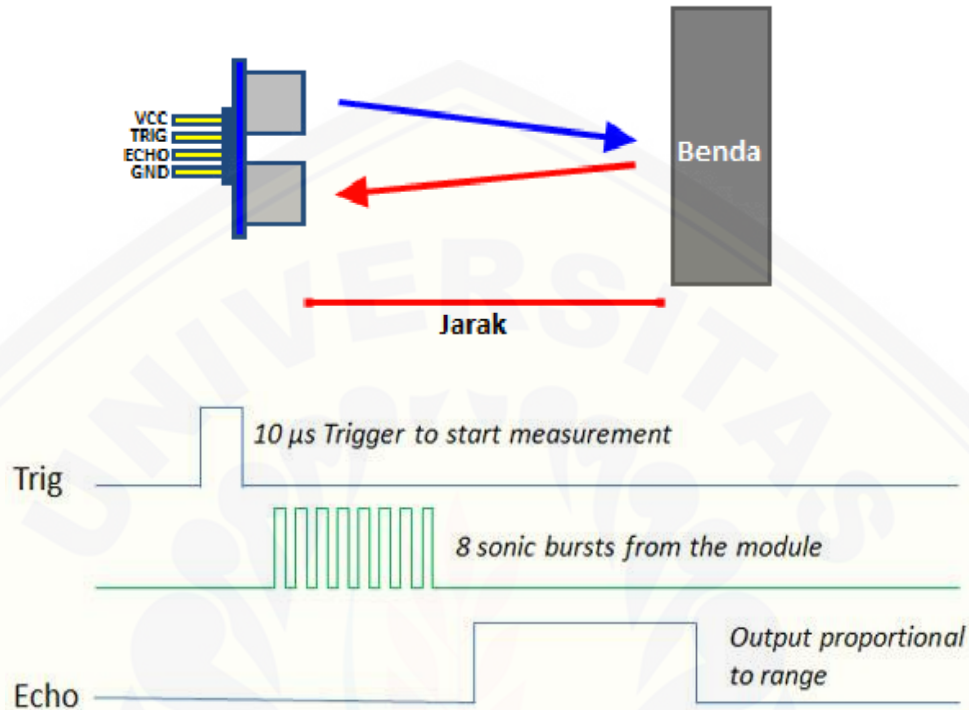 VCC
TRIG
ECHO
GND
Benda
Jarak
10 µs Trigger to start measurement
Trig
8 sonic bursts from the module
Output proportional
to range
Echo
UNIVERSITAS